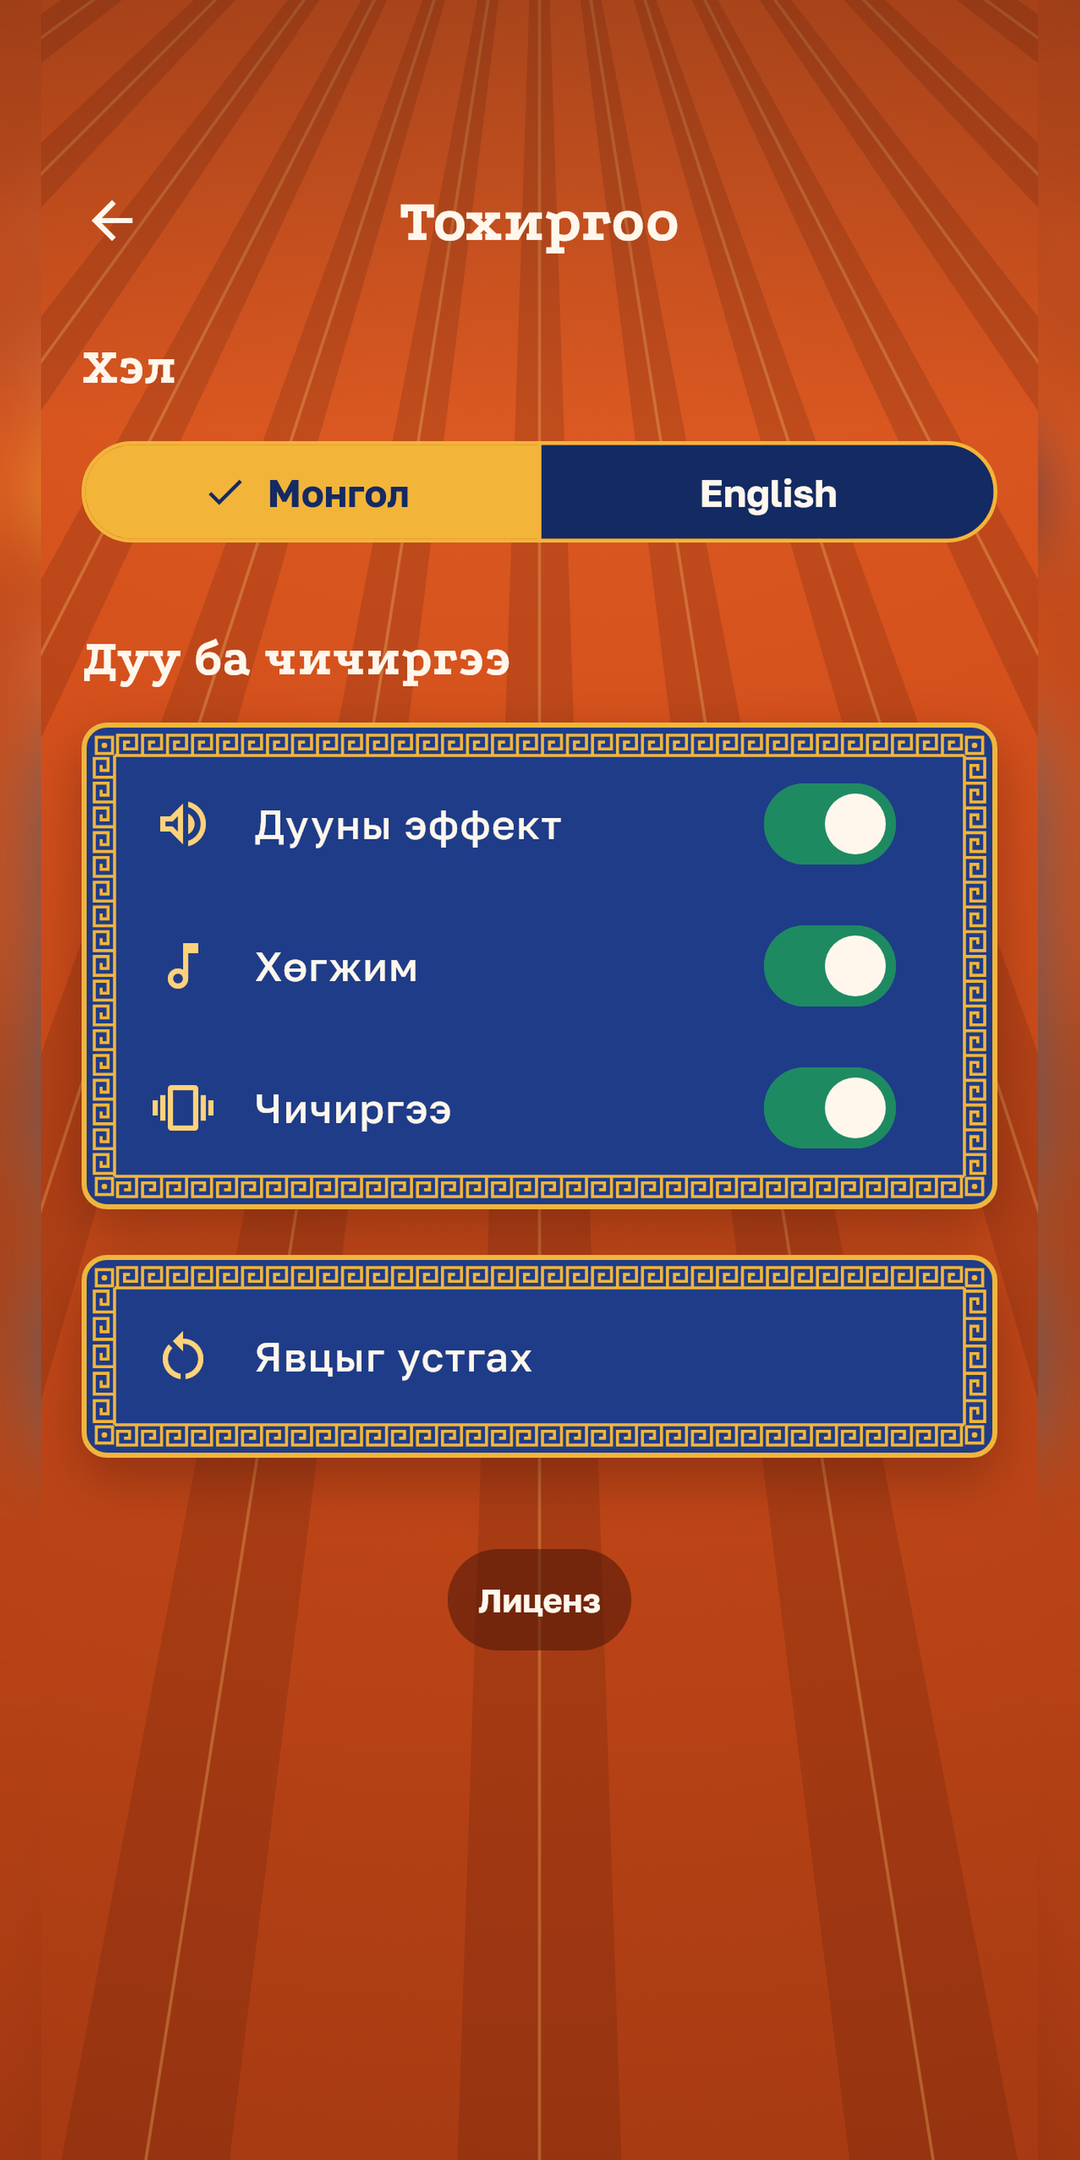 Тохиргоо
Хэл
Монгол
English
Дуу ба чичиргээ
Дууны эффект
Хөгжим
Чичиргээ
Явцыг устгах
Лиценз